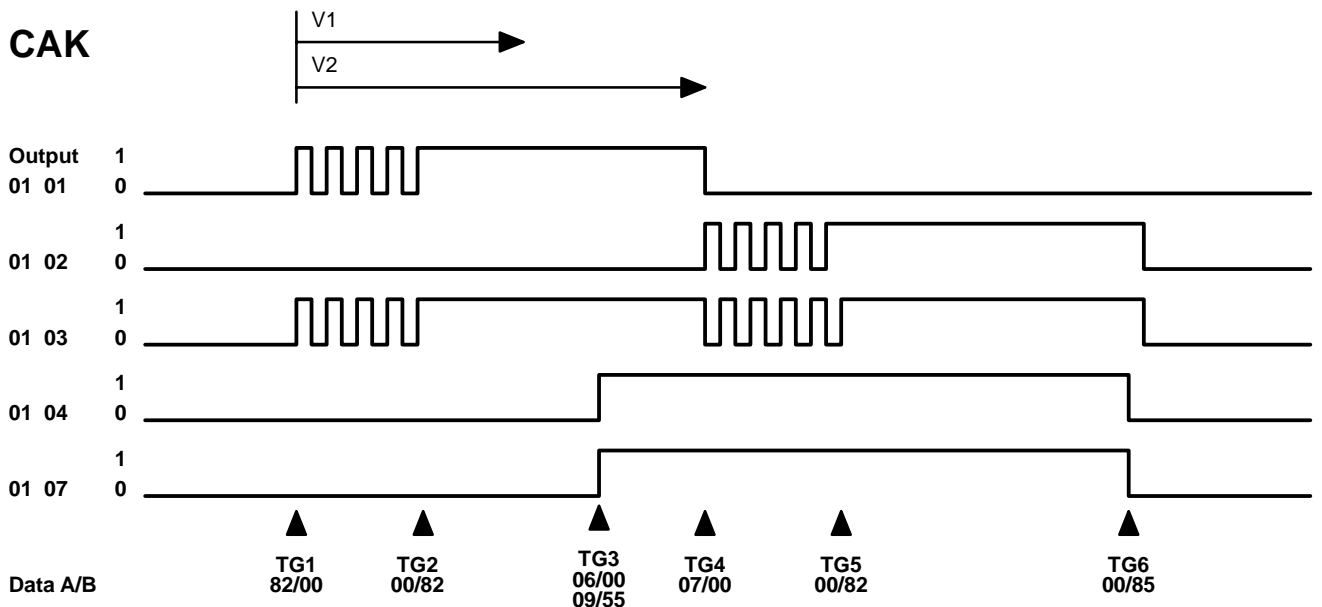 V1
CAK
V2
Output 1
01 01 0
1
01 02 0
1
01 03 0
1
01 04 0
1
01 07 0
TG1 TG2 TG3 TG4 TG5 TG6
Data A/B 82/00 00/82 06/00 07/00 00/82 00/85
09/55